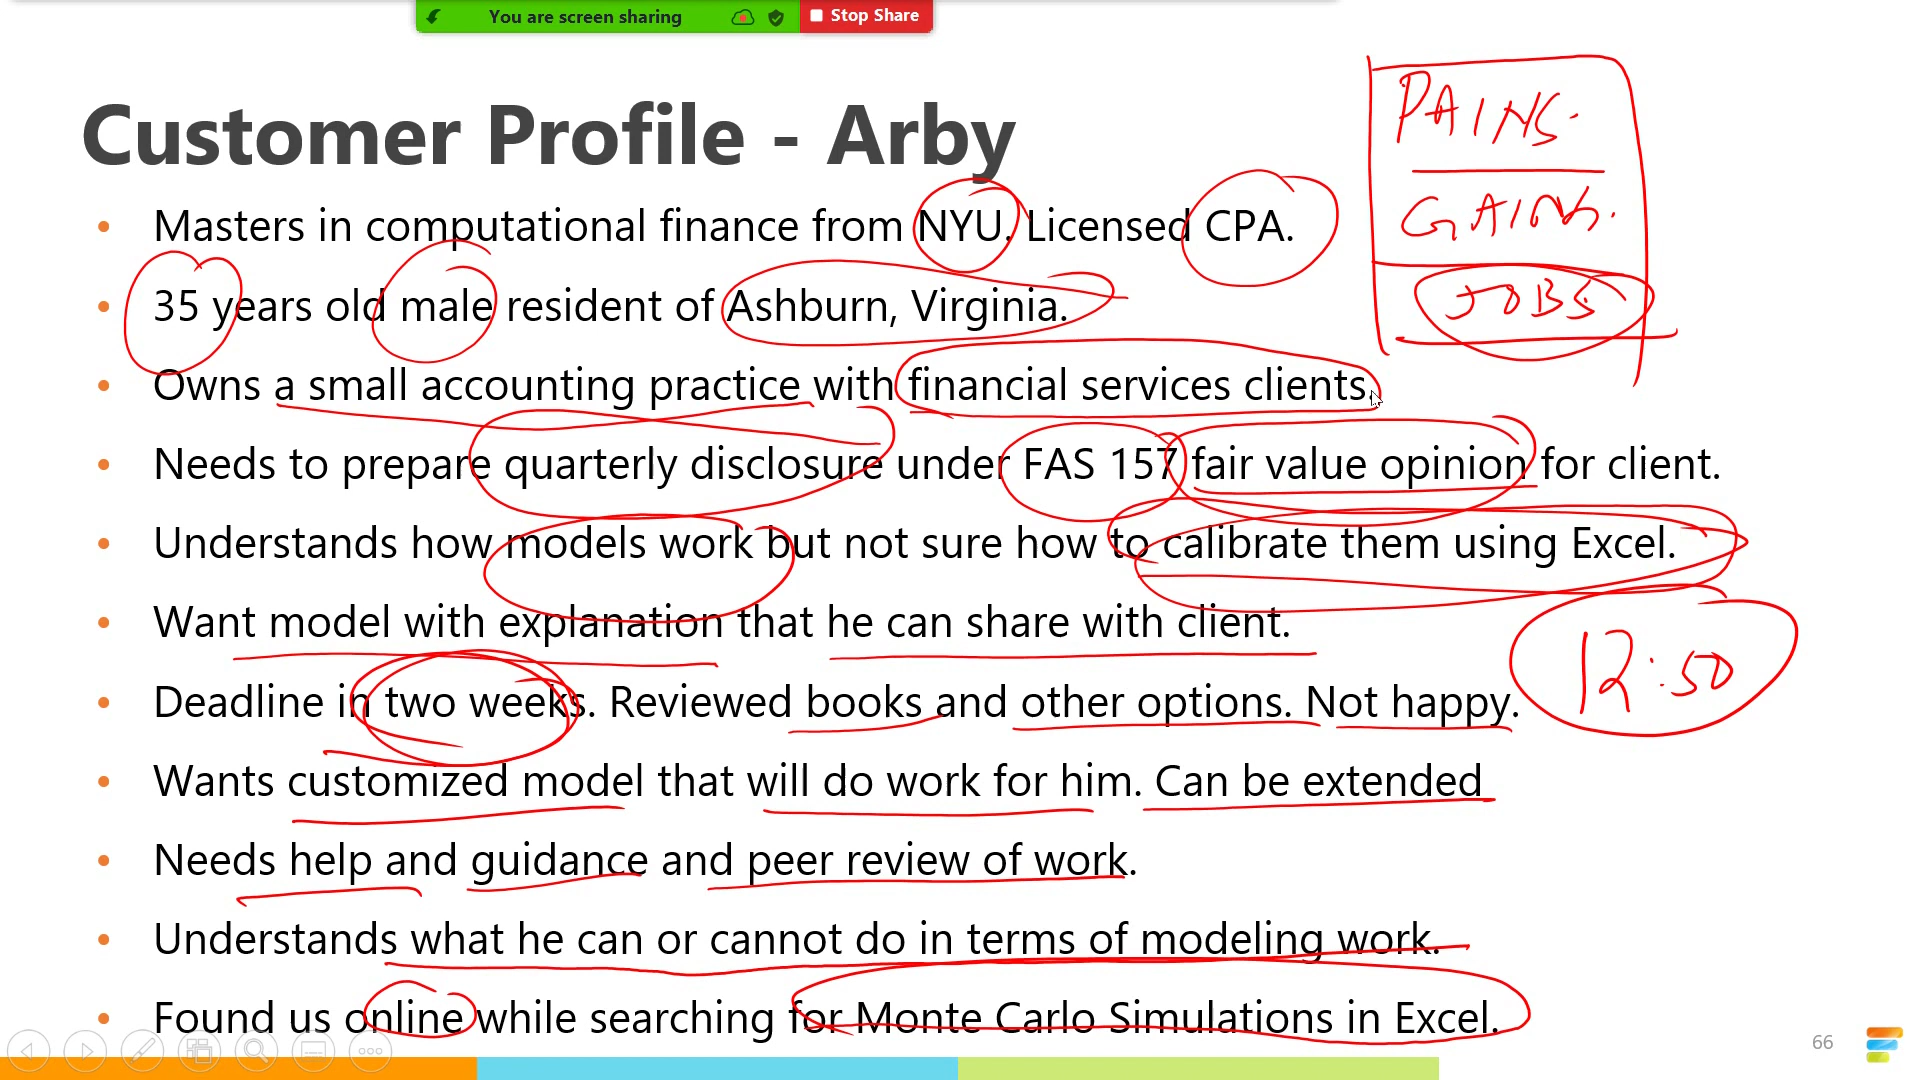 You are screen sharing Stop Share
Customer Profile - Arby
PAINS.
GAINS.
JOBS
• Masters in computational finance from NYU. Licensed CPA.
• 35 years old male resident of Ashburn, Virginia.
• Owns a small accounting practice with financial services clients.
• Needs to prepare quarterly disclosure under FAS 157 fair value opinion for client.
• Understands how models work but not sure how to calibrate them using Excel.
• Want model with explanation that he can share with client.
12:50
• Deadline in two weeks. Reviewed books and other options. Not happy.
• Wants customized model that will do work for him. Can be extended
• Needs help and guidance and peer review of work.
• Understands what he can or cannot do in terms of modeling work.
• Found us online while searching for Monte Carlo Simulations in Excel.
66